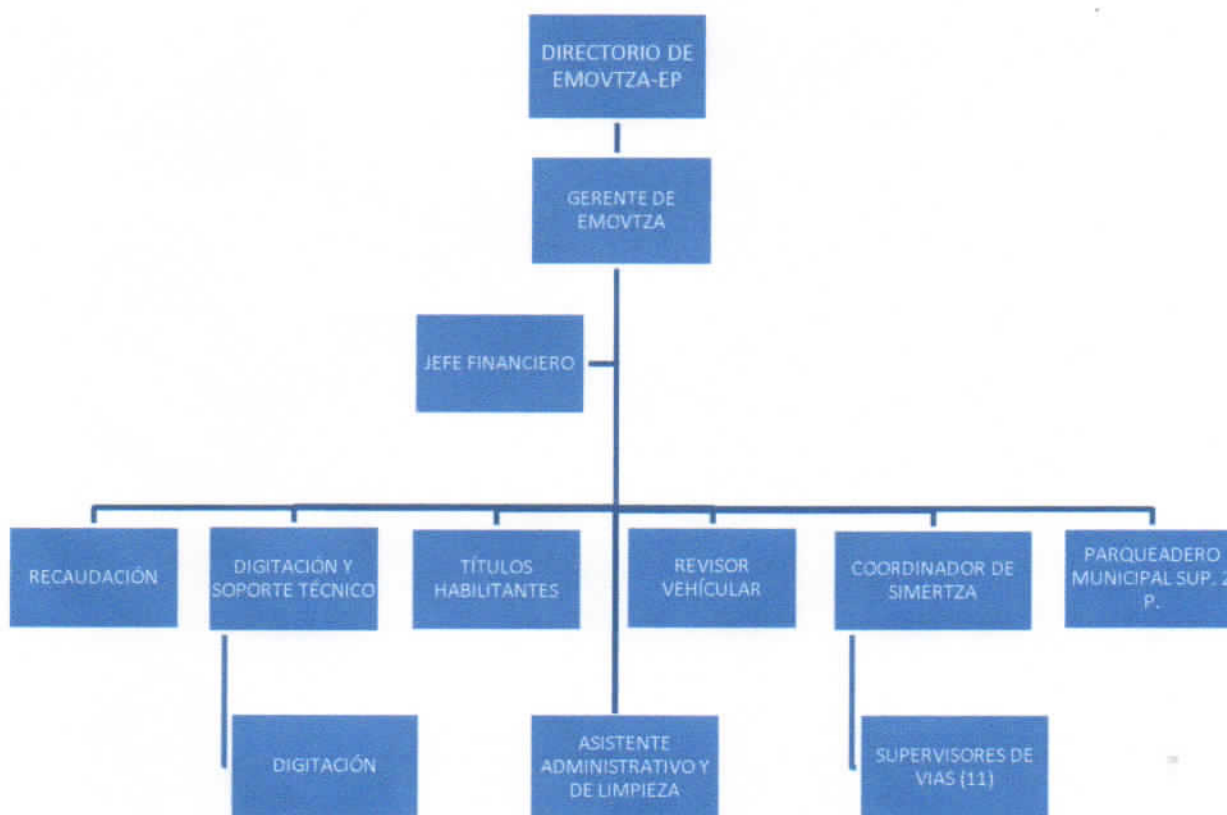 DIRECTORIO DE
EMOVTZA-EP
GERENTE DE
EMOVTZA
JEFE FINANCIERO
RECAUDACIÓN
DIGITACIÓN Y
SOPORTE TÉCNICO
TÍTULOS
HABILITANTES
REVISOR
VEHÍCULAR
COORDINADOR DE
SIMERTZA
PARQUEADERO
MUNICIPAL SUP. 2
P.
DIGITACIÓN
ASISTENTE
ADMINISTRATIVO Y
DE LIMPIEZA
SUPERVISORES DE
VIAS (11)